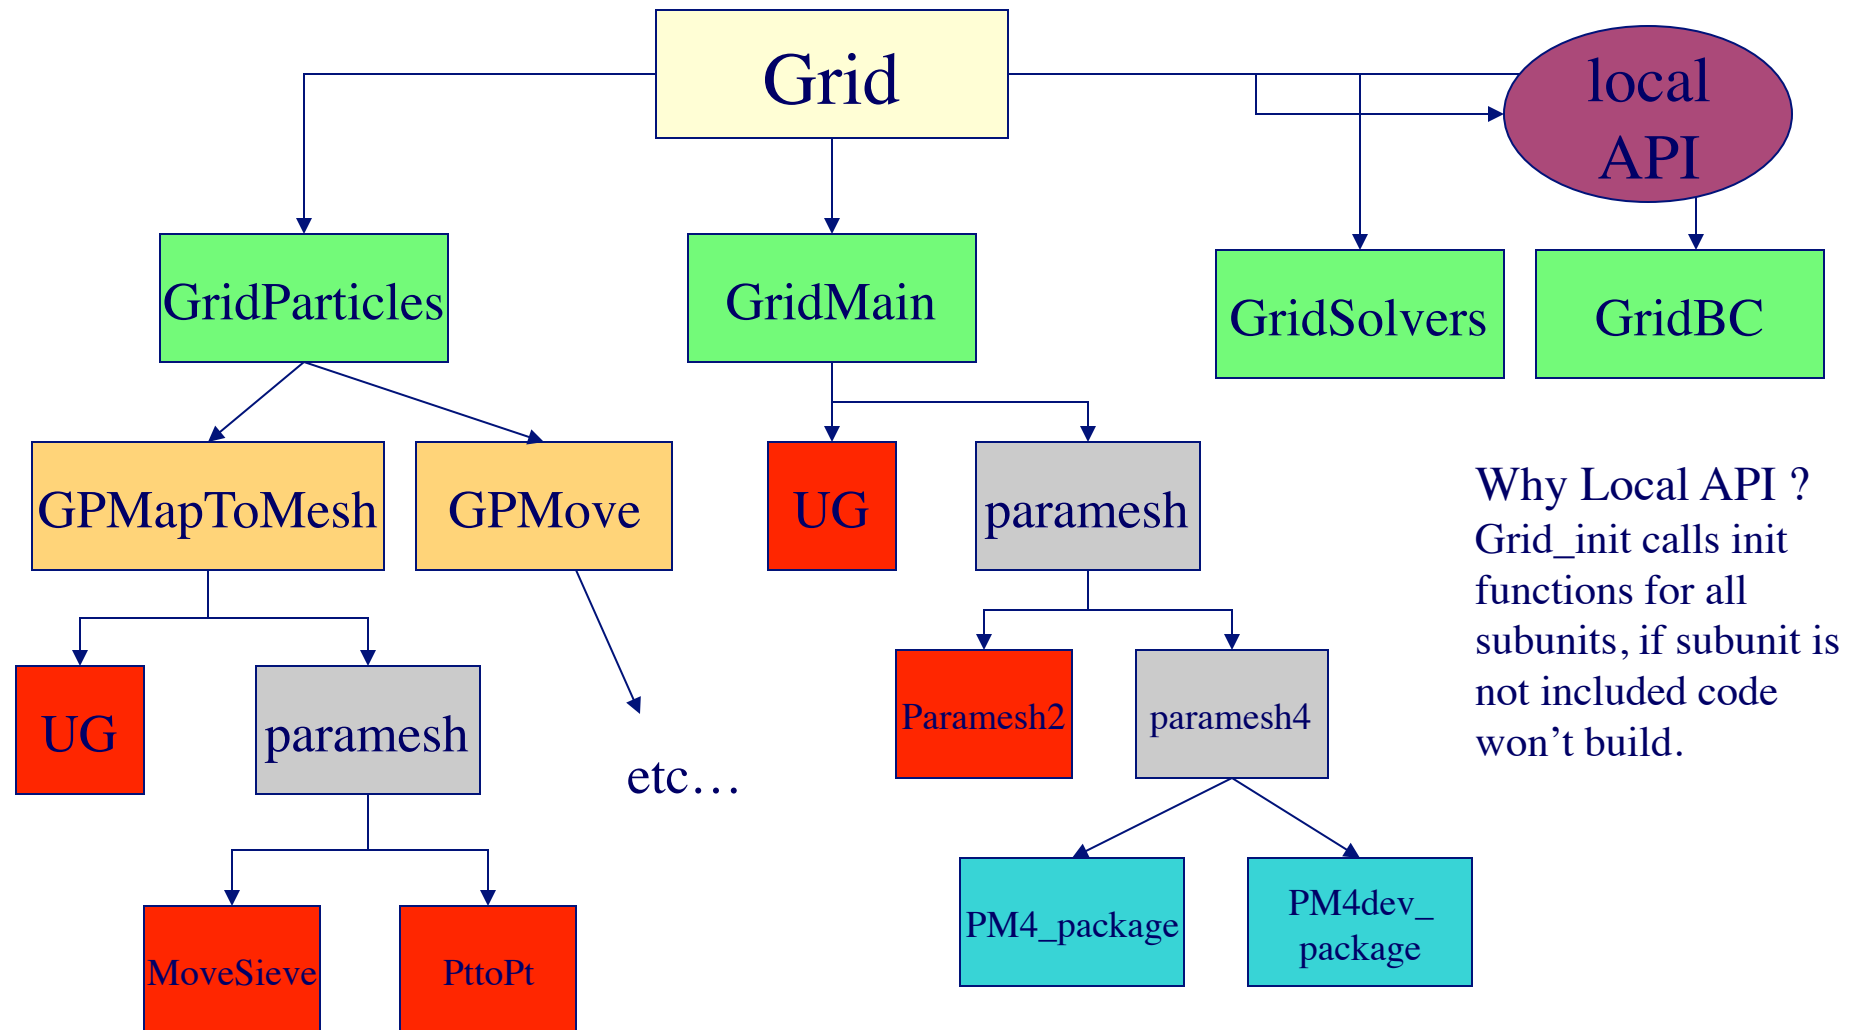 Grid
local
API
GridParticles
GridMain
GridSolvers
GridBC
GPMapToMesh
GPMove
UG
paramesh
Why Local API ?
Grid_init calls init
functions for all
subunits, if subunit is
not included code
won’t build.
UG
paramesh
etc…
Paramesh2
paramesh4
MoveSieve
PttoPt
PM4_package
PM4dev_
package